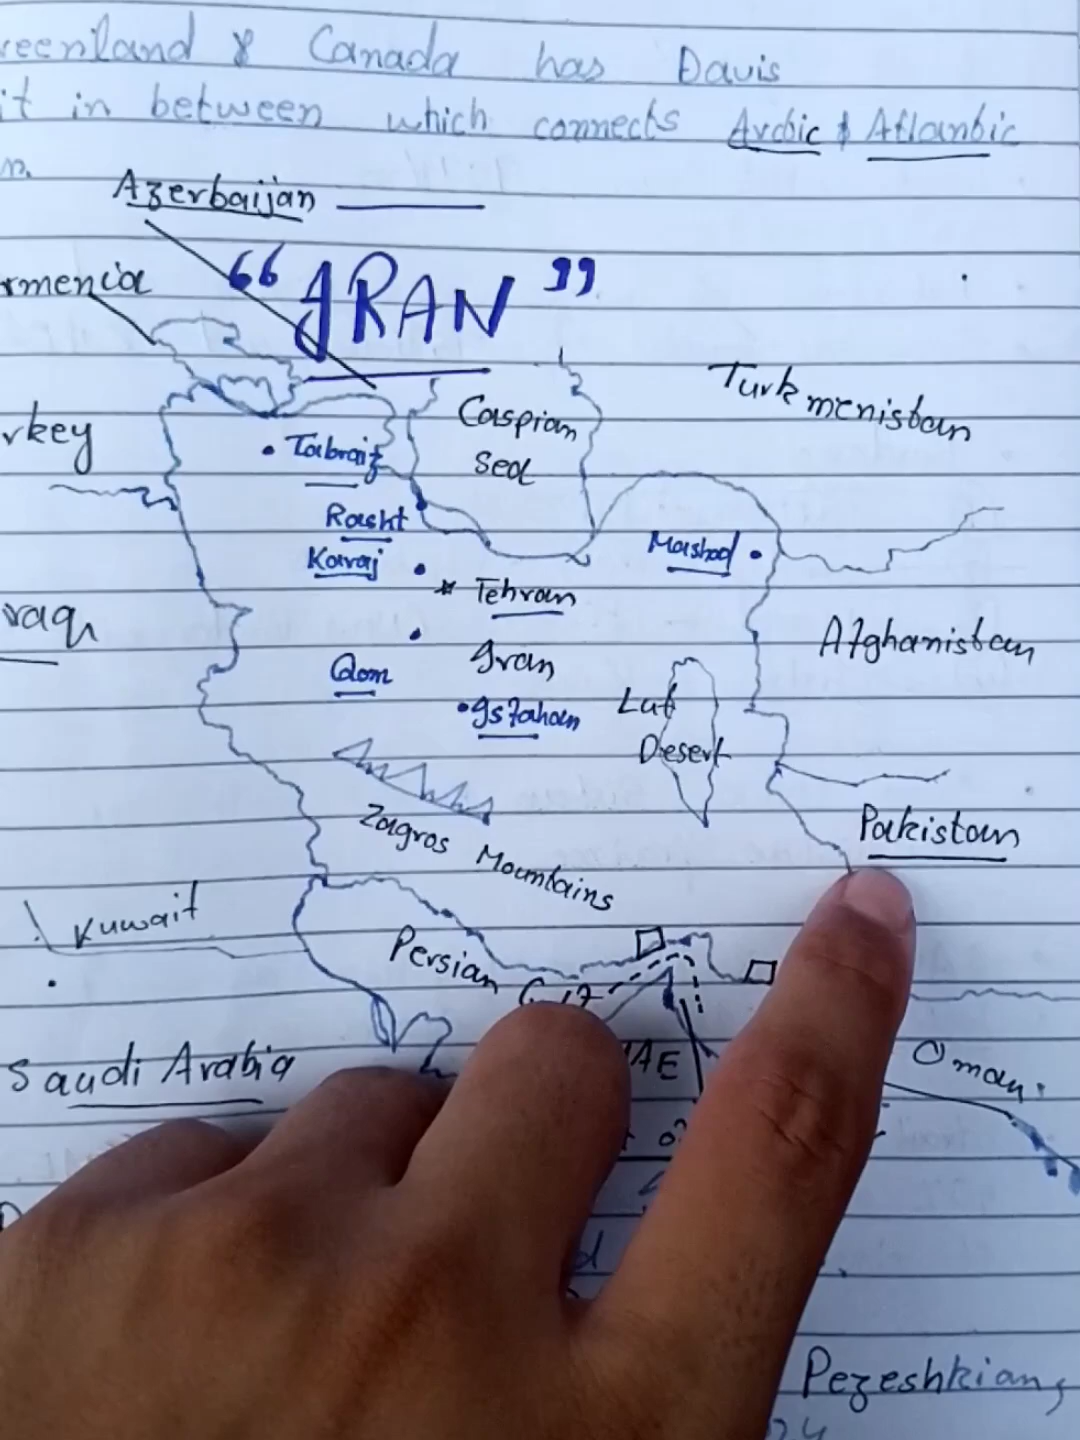 reenland & Canada has Davis
it in between which connects Arctic & Atlantic
n.
Azerbaijan
"IRAN"
rmenia
Turkmenistan
rkey
Caspian
Sea
Tabraiz
Rasht
Mashad
Karaj
Tehran
raq
Afghanistan
Iran
Qom
Isfahan
Lut
Desert
Zagros Mountains
Pakistan
Kuwait
Persian
Saudi Arabia
UAE
Oman.
Pezeshkian,